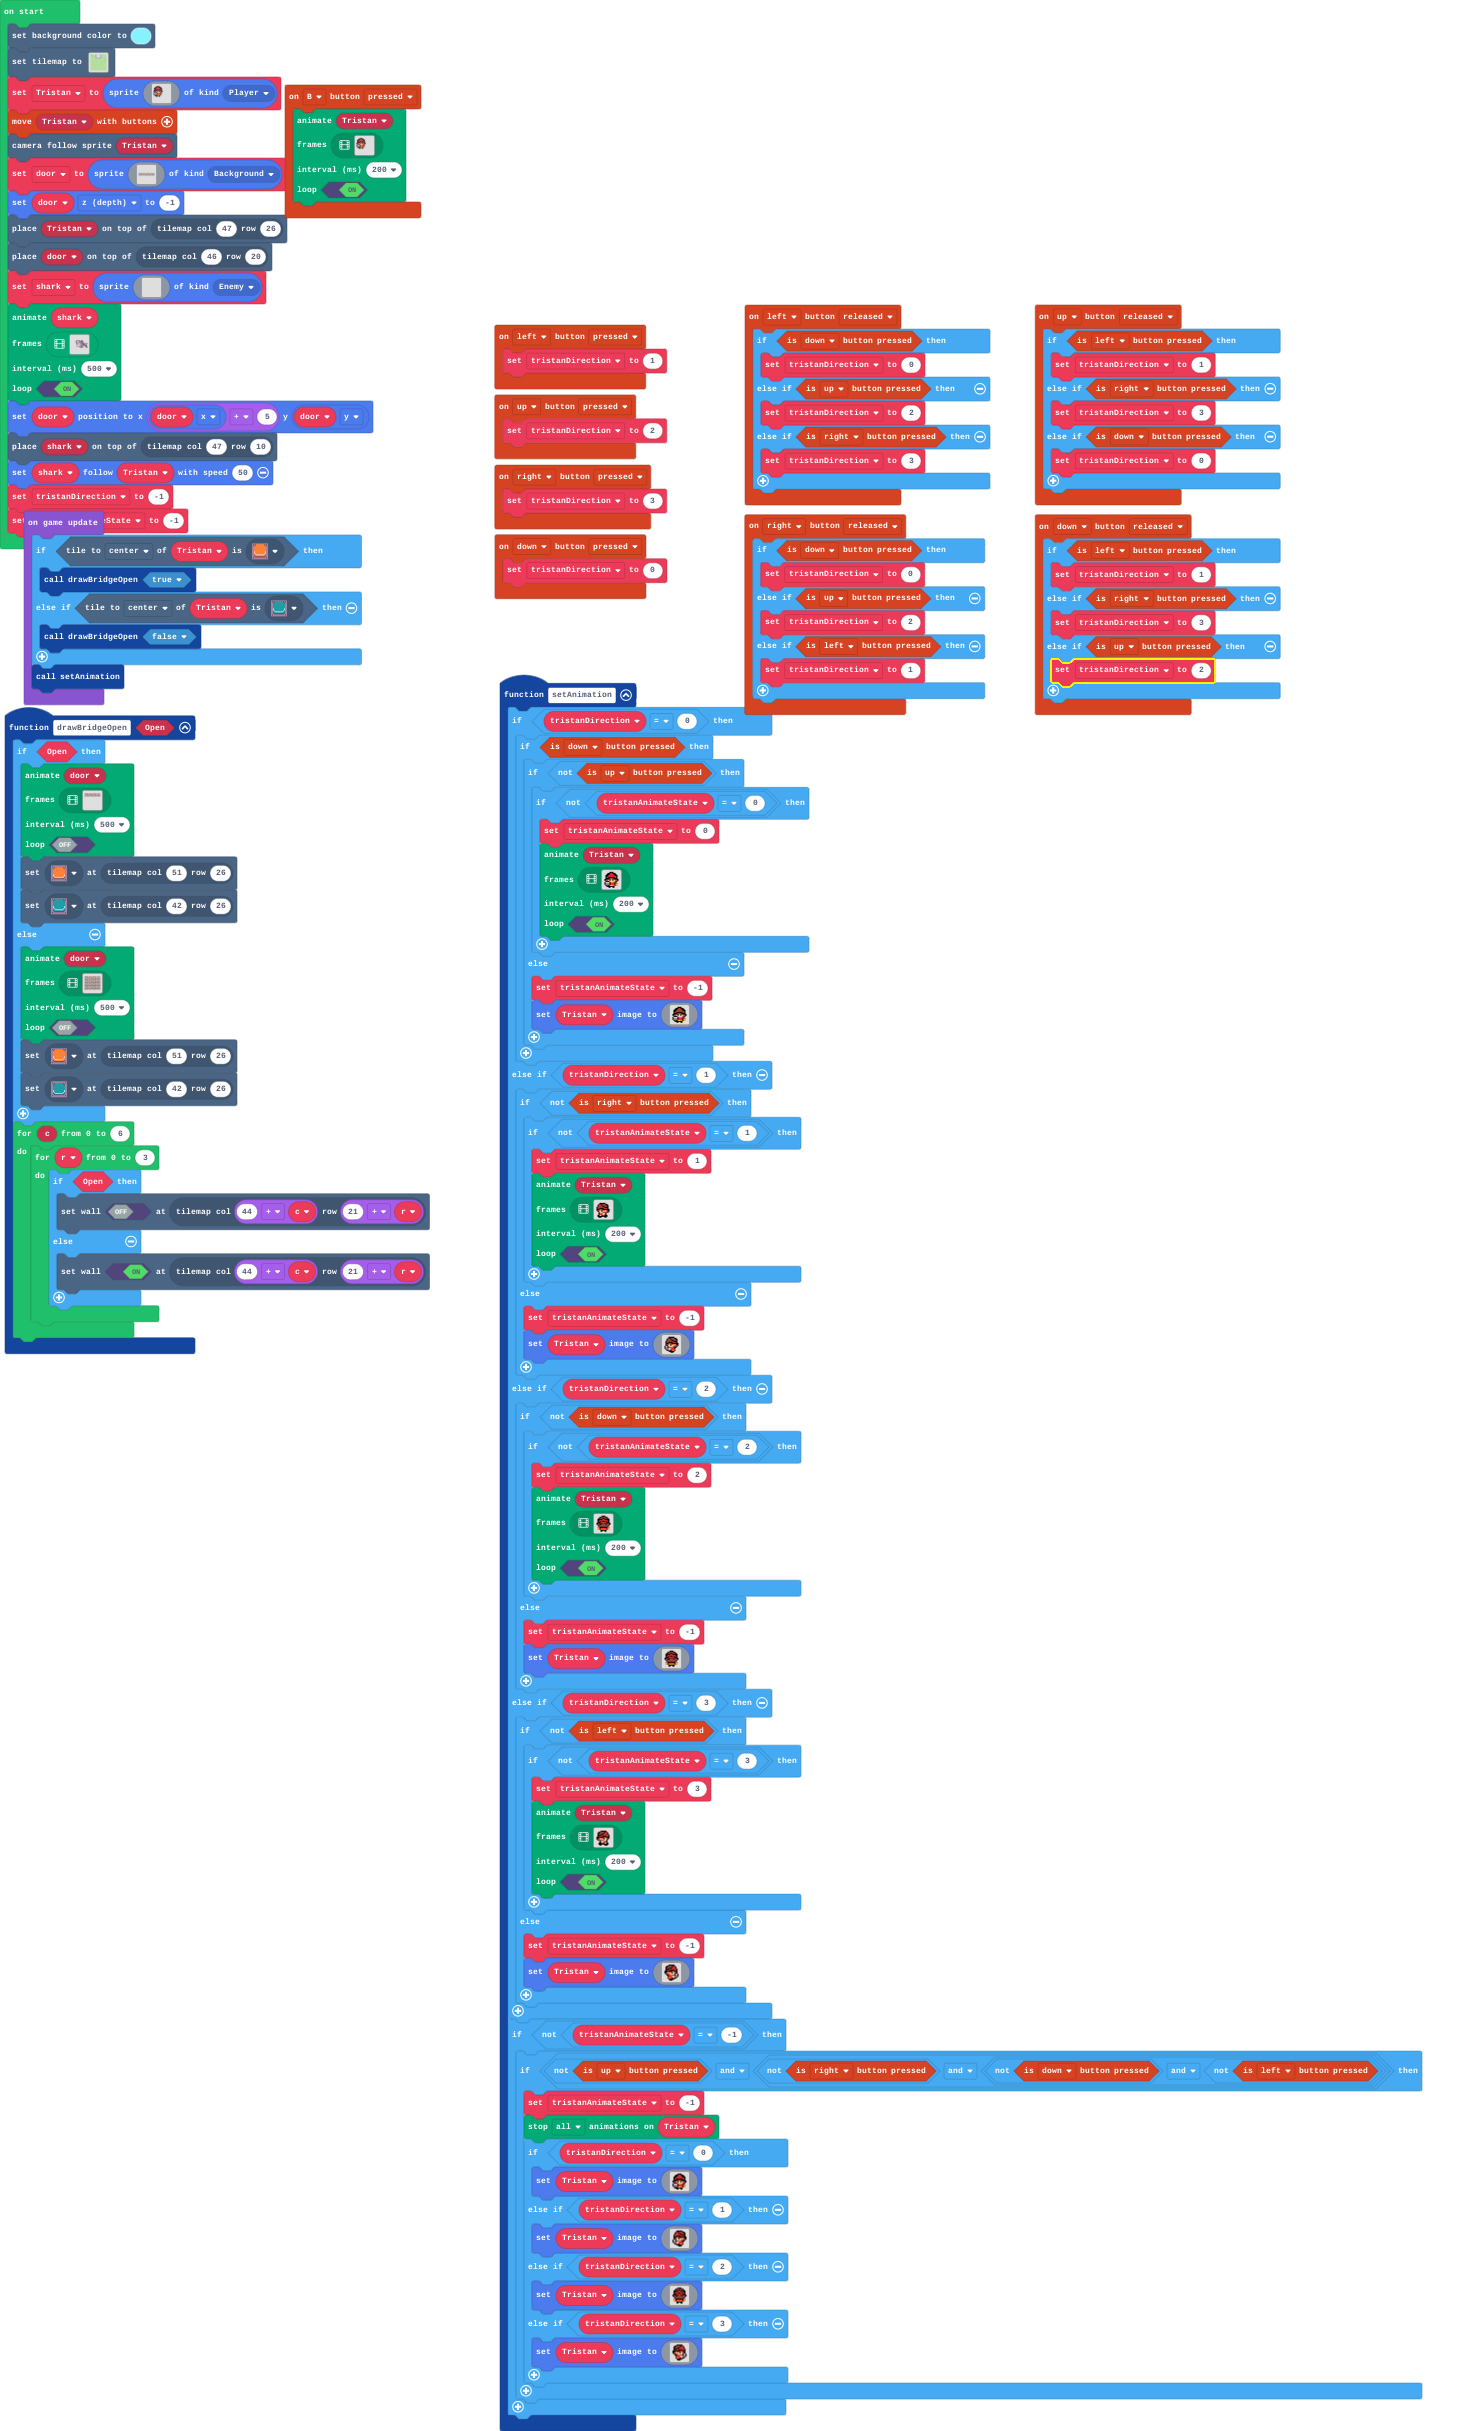 on start
set background color to
set tilemap to
set Tristan to sprite of kind Player
move Tristan with buttons
camera follow sprite Tristan
set door to sprite of kind Background
set door z (depth) to -1
place Tristan on top of tilemap col 47 row 26
place door on top of tilemap col 46 row 20
set shark to sprite of kind Enemy
animate shark
frames
interval (ms) 500
loop ON
set door position to x door x + 5 y door y
place shark on top of tilemap col 47 row 10
set shark follow Tristan with speed 50
set tristanDirection to -1
set eState to -1
on B button pressed
animate Tristan
frames
interval (ms) 200
loop ON
on game update
if tile to center of Tristan is then
call drawBridgeOpen true
else if tile to center of Tristan is then
call drawBridgeOpen false
call setAnimation
function drawBridgeOpen Open
if Open then
animate door
frames
interval (ms) 500
loop OFF
set at tilemap col 51 row 26
set at tilemap col 42 row 26
else
animate door
frames
interval (ms) 500
loop OFF
set at tilemap col 51 row 26
set at tilemap col 42 row 26
for c from 0 to 6
do for r from 0 to 3
do if Open then
set wall OFF at tilemap col 44 + c row 21 + r
else
set wall ON at tilemap col 44 + c row 21 + r
on left button pressed
set tristanDirection to 1
on up button pressed
set tristanDirection to 2
on right button pressed
set tristanDirection to 3
on down button pressed
set tristanDirection to 0
on left button released
if is down button pressed then
set tristanDirection to 0
else if is up button pressed then
set tristanDirection to 2
else if is right button pressed then
set tristanDirection to 3
on up button released
if is left button pressed then
set tristanDirection to 1
else if is right button pressed then
set tristanDirection to 3
else if is down button pressed then
set tristanDirection to 0
on right button released
if is down button pressed then
set tristanDirection to 0
else if is up button pressed then
set tristanDirection to 2
else if is left button pressed then
set tristanDirection to 1
on down button released
if is left button pressed then
set tristanDirection to 1
else if is right button pressed then
set tristanDirection to 3
else if is up button pressed then
set tristanDirection to 2
function setAnimation
if tristanDirection = 0 then
if is down button pressed then
if not is up button pressed then
if not tristanAnimateState = 0 then
set tristanAnimateState to 0
animate Tristan
frames
interval (ms) 200
loop ON
else
set tristanAnimateState to -1
set Tristan image to
else if tristanDirection = 1 then
if not is right button pressed then
if not tristanAnimateState = 1 then
set tristanAnimateState to 1
animate Tristan
frames
interval (ms) 200
loop ON
else
set tristanAnimateState to -1
set Tristan image to
else if tristanDirection = 2 then
if not is down button pressed then
if not tristanAnimateState = 2 then
set tristanAnimateState to 2
animate Tristan
frames
interval (ms) 200
loop ON
else
set tristanAnimateState to -1
set Tristan image to
else if tristanDirection = 3 then
if not is left button pressed then
if not tristanAnimateState = 3 then
set tristanAnimateState to 3
animate Tristan
frames
interval (ms) 200
loop ON
else
set tristanAnimateState to -1
set Tristan image to
if not tristanAnimateState = -1 then
if not is up button pressed and not is right button pressed and not is down button pressed and not is left button pressed then
set tristanAnimateState to -1
stop all animations on Tristan
if tristanDirection = 0 then
set Tristan image to
else if tristanDirection = 1 then
set Tristan image to
else if tristanDirection = 2 then
set Tristan image to
else if tristanDirection = 3 then
set Tristan image to